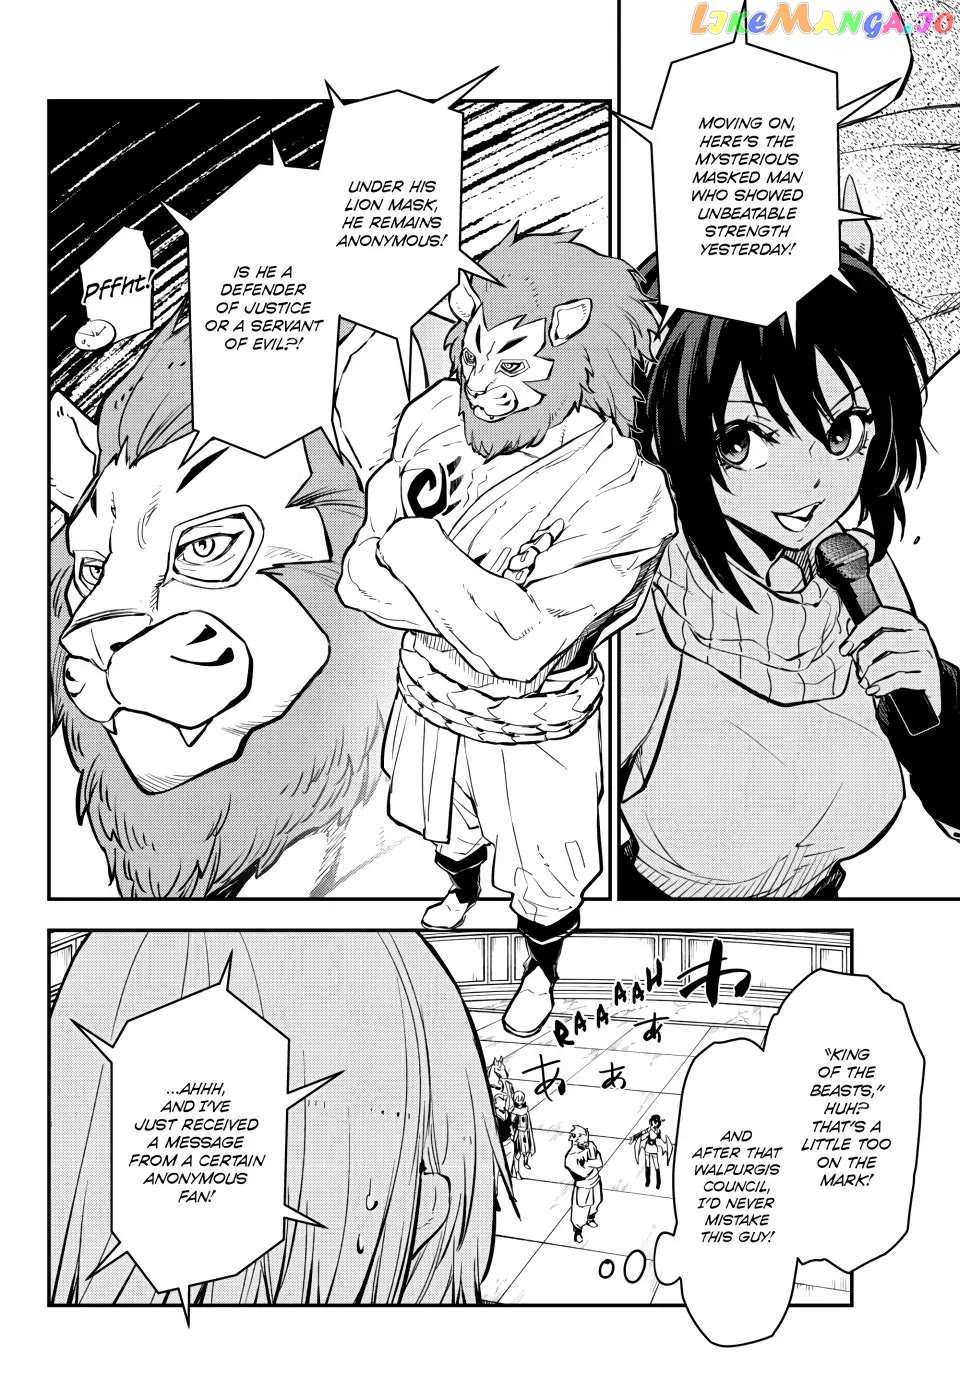 LIKEMANGA.IO
MOVING ON,
HERE'S THE
MYSTERIOUS
MASKED MAN
WHO SHOWED
UNBEATABLE
STRENGTH
YESTERDAY!
UNDER HIS
LION MASK,
HE REMAINS
ANONYMOUS!
IS HE A
DEFENDER
OF JUSTICE
OR A SERVANT
OF EVIL?!
PFFHT!
"KING
OF THE
BEASTS,"
HUH?
THAT'S A
LITTLE TOO
ON THE
MARK!
AND
AFTER THAT
WALPURGIS
COUNCIL,
I'D NEVER
MISTAKE
THIS GUY!
わ
あ
あ
あ
RAAAAAH
...AHHH,
AND I'VE
JUST RECEIVED
A MESSAGE
FROM A CERTAIN
ANONYMOUS
FAN!